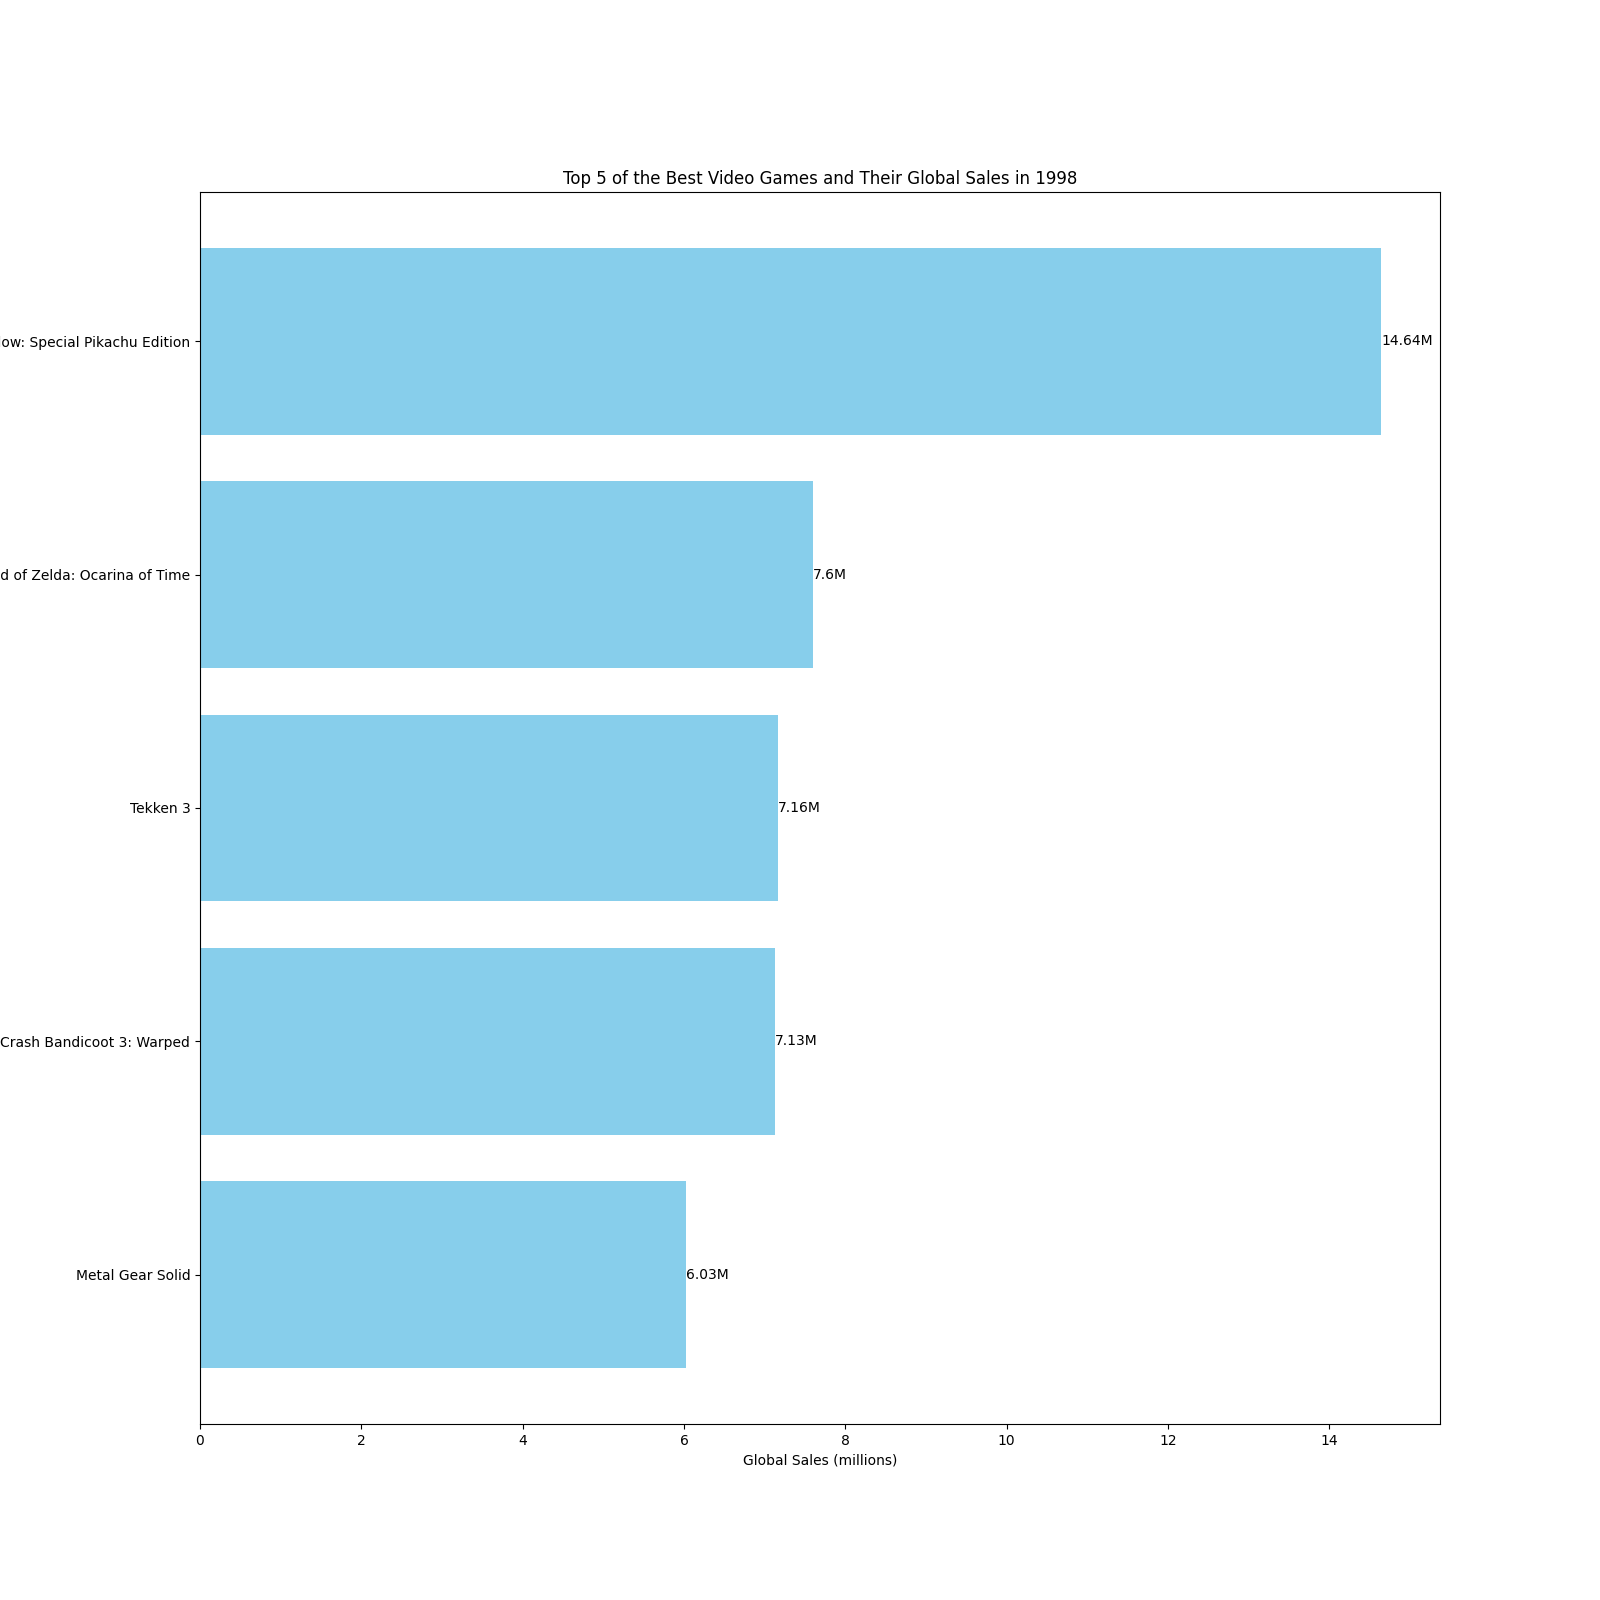 Top 5 of the Best Video Games and Their Global Sales in 1998
ow: Special Pikachu Edition
14.64M
d of Zelda: Ocarina of Time
7.6M
Tekken 3
7.16M
Crash Bandicoot 3: Warped
7.13M
Metal Gear Solid
6.03M
0 2 4 6 8 10 12 14
Global Sales (millions)